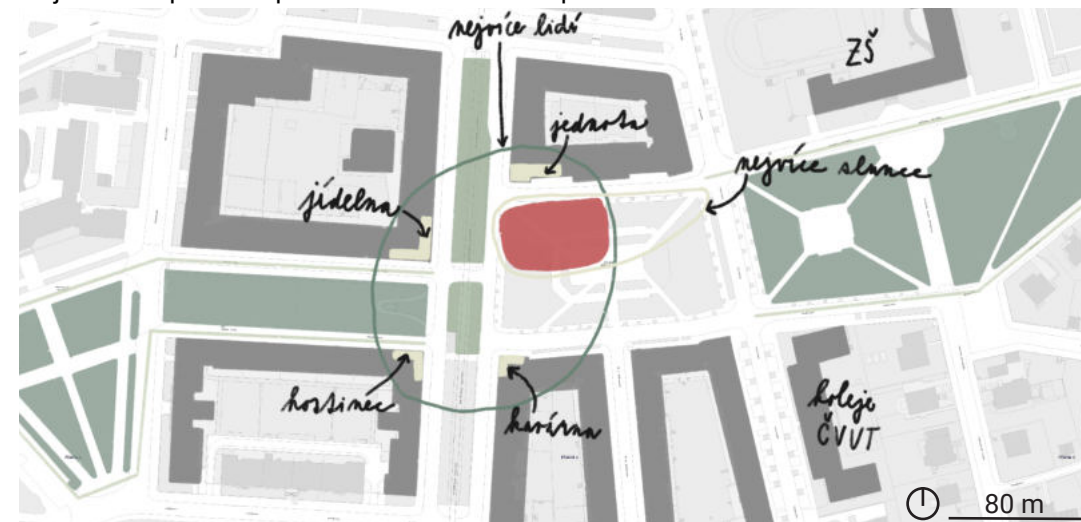 nejvíce lidí
ZŠ
jednota
nejvíce slunce
jídelna
hostinec
kavárna
koleje
ČVUT
80 m